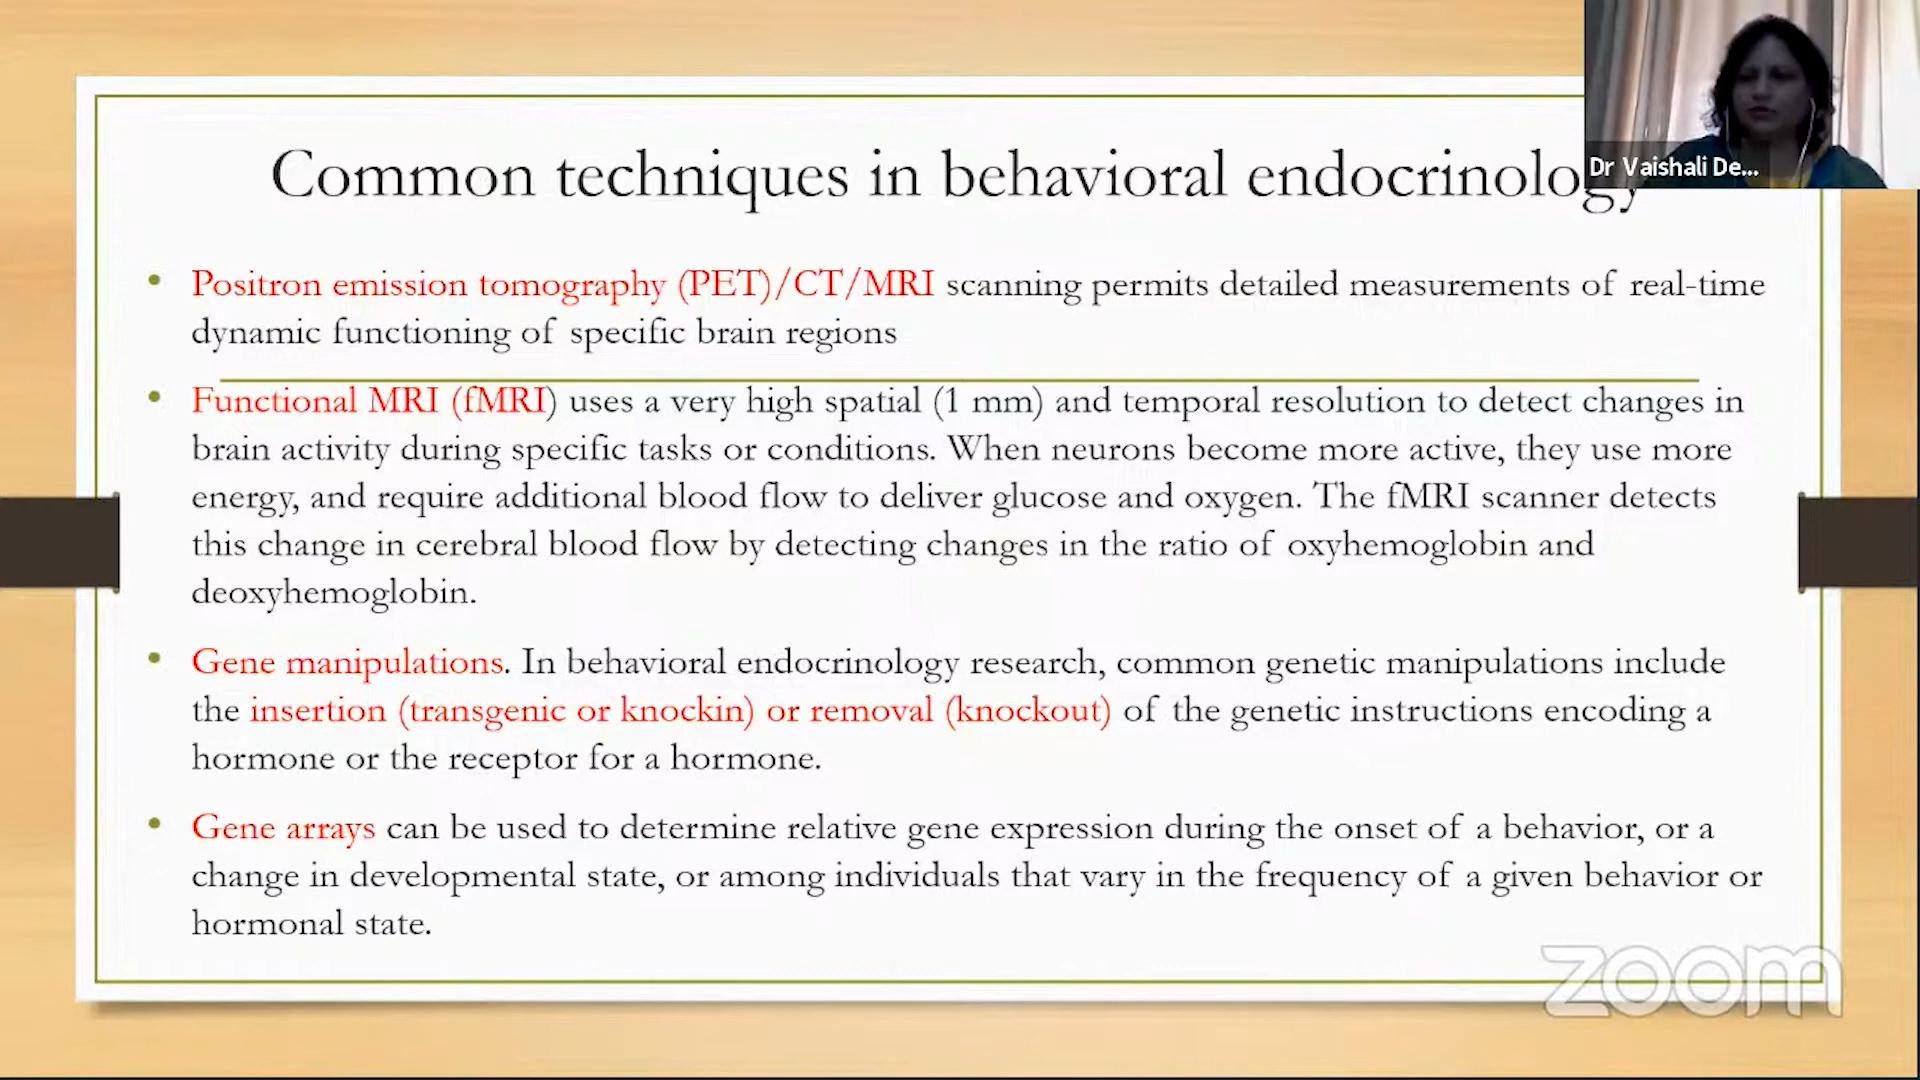 Dr Vaishali De...
Common techniques in behavioral endocrinology
• Positron emission tomography (PET)/CT/MRI scanning permits detailed measurements of real-time
dynamic functioning of specific brain regions
• Functional MRI (fMRI) uses a very high spatial (1 mm) and temporal resolution to detect changes in
brain activity during specific tasks or conditions. When neurons become more active, they use more
energy, and require additional blood flow to deliver glucose and oxygen. The fMRI scanner detects
this change in cerebral blood flow by detecting changes in the ratio of oxyhemoglobin and
deoxyhemoglobin.
• Gene manipulations. In behavioral endocrinology research, common genetic manipulations include
the insertion (transgenic or knockin) or removal (knockout) of the genetic instructions encoding a
hormone or the receptor for a hormone.
• Gene arrays can be used to determine relative gene expression during the onset of a behavior, or a
change in developmental state, or among individuals that vary in the frequency of a given behavior or
hormonal state.
zoom